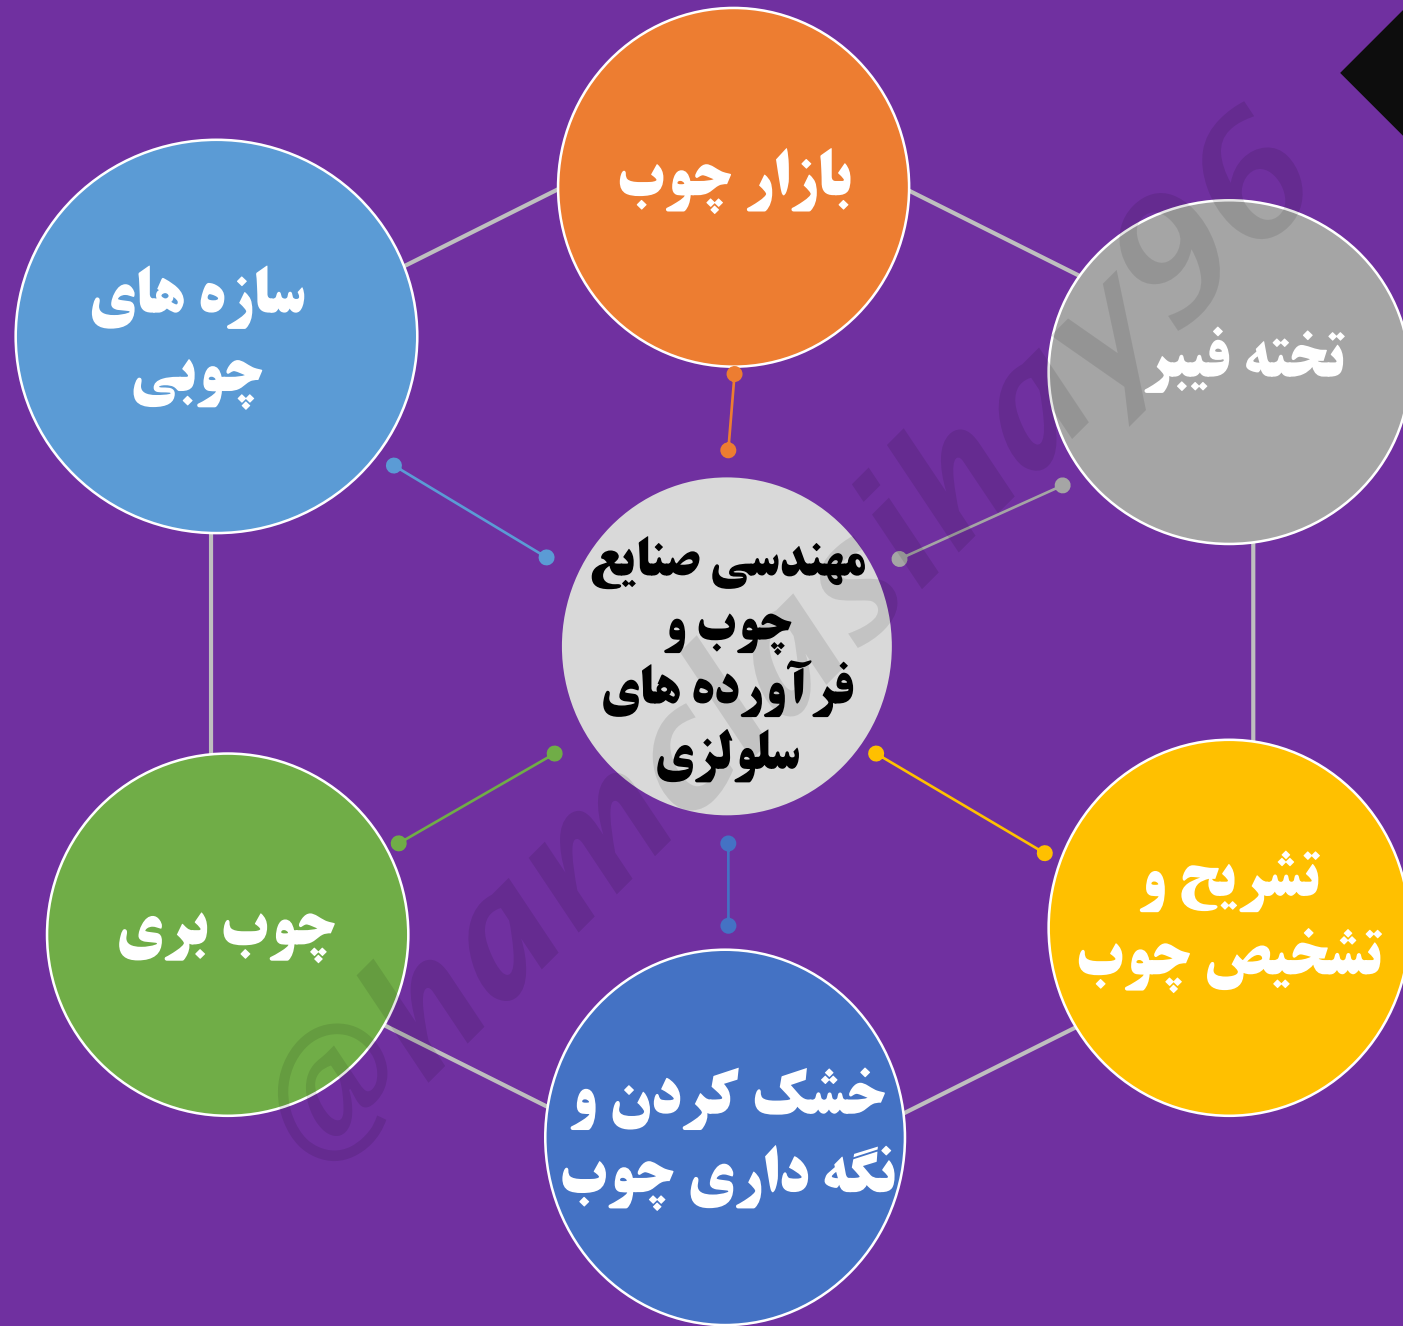 بازار چوب
سازه های
چوبی
تخته فیبر
مهندسی صنایع
چوب و
فرآورده های
سلولزی
چوب بری
تشریح و
تشخیص چوب
خشک کردن و
نگه داری چوب
@hamclasihay96